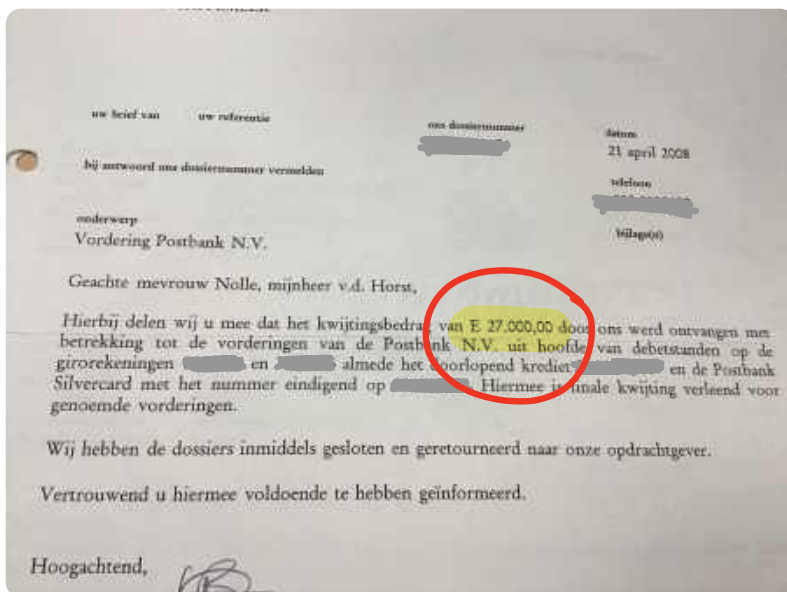 uw brief van uw referentie ons dossiernummer datum
21 april 2008
bij antwoord ons dossiernummer vermelden
telefoon
onderwerp
Vordering Postbank N.V.
bijlage(n)
Geachte mevrouw Nolle, mijnheer v.d. Horst,
Hierbij delen wij u mee dat het kwijtingsbedrag van E 27.000,00 door ons werd ontvangen met
betrekking tot de vorderingen van de Postbank N.V. uit hoofde van debetstanden op de
girorekeningen en almede het doorlopend krediet en de Postbank
Silvercard met het nummer eindigend op . Hiermee is finale kwijting verleend voor
genoemde vorderingen.
Wij hebben de dossiers inmiddels gesloten en geretourneerd naar onze opdrachtgever.
Vertrouwend u hiermee voldoende te hebben geïnformeerd.
Hoogachtend,